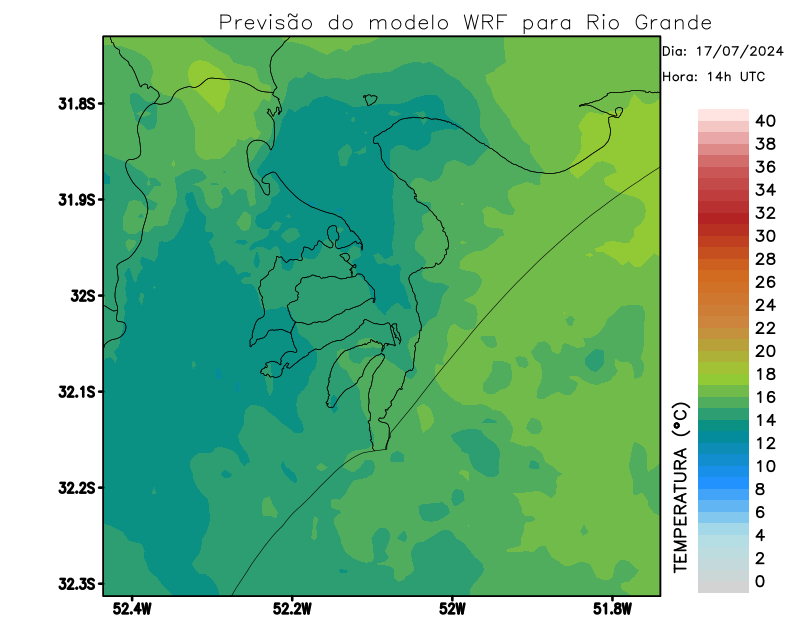 Previsão do modelo WRF para Rio Grande
Dia: 17/07/2024
Hora: 14h UTC
31.8S
31.9S
32S
32.1S
32.2S
32.3S
52.4W
52.2W
52W
51.8W
TEMPERATURA (°C)
40
38
36
34
32
30
28
26
24
22
20
18
16
14
12
10
8
6
4
2
0